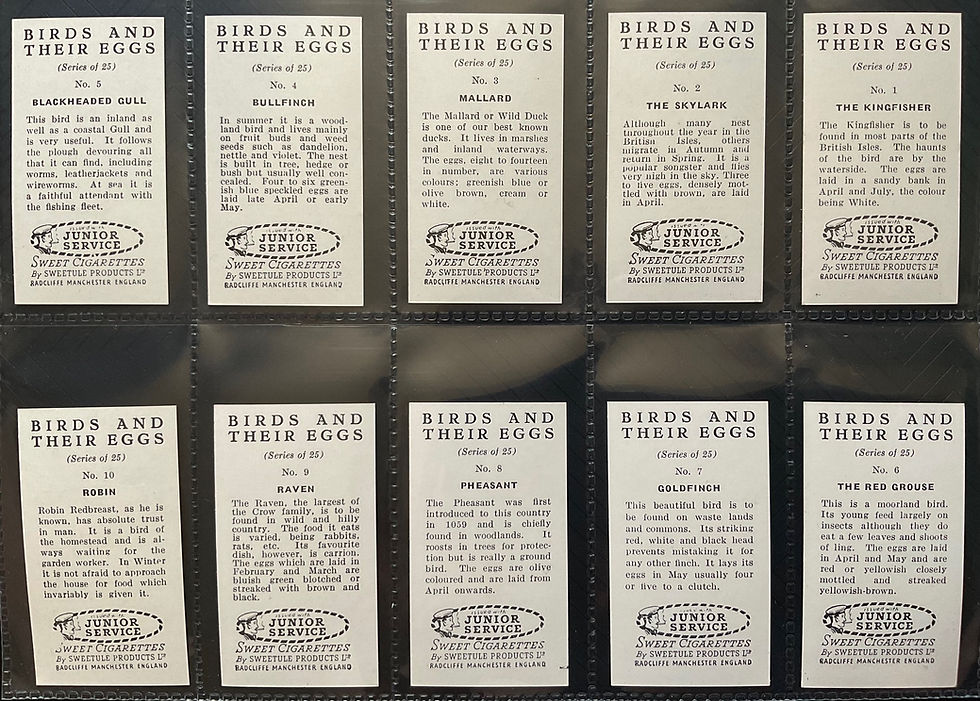 BIRDS AND
THEIR EGGS
(Series of 25)
No. 5
BLACKHEADED GULL
This bird is an inland as
well as a coastal Gull and
is very useful. It follows
the plough devouring all
that it can find, including
worms, leatherjackets and
wireworms. At sea it is
a faithful attendant with
the fishing fleet.
issued with
JUNIOR
SERVICE
SWEET CIGARETTES
By SWEETULE PRODUCTS LTD
RADCLIFFE MANCHESTER ENGLAND
BIRDS AND
THEIR EGGS
(Series of 25)
No. 4
BULLFINCH
In summer it is a wood-
land bird and lives mainly
on fruit buds and weed
seeds such as dandelion,
nettle and violet. The nest
is built in tree, hedge or
bush but usually well con-
cealed. Four to six green-
ish blue speckled eggs are
laid late April or early
May.
issued with
JUNIOR
SERVICE
SWEET CIGARETTES
By SWEETULE PRODUCTS LTD
RADCLIFFE MANCHESTER ENGLAND
BIRDS AND
THEIR EGGS
(Series of 25)
No. 3
MALLARD
The Mallard or Wild Duck
is one of our best known
ducks. It lives in marshes
and inland waterways.
The eggs, eight to fourteen
in number, are various
colours: greenish blue or
olive brown, cream or
white.
issued with
JUNIOR
SERVICE
SWEET CIGARETTES
By SWEETULE PRODUCTS LTD
RADCLIFFE MANCHESTER ENGLAND
BIRDS AND
THEIR EGGS
(Series of 25)
No. 2
THE SKYLARK
Although many nest
throughout the year in the
British Isles, others
migrate in Autumn and
return in Spring. It is a
popular songster and flies
very high in the sky. Three
to five eggs, densely mot-
tled with brown, are laid
in April.
issued with
JUNIOR
SERVICE
SWEET CIGARETTES
By SWEETULE PRODUCTS LTD
RADCLIFFE MANCHESTER ENGLAND
BIRDS AND
THEIR EGGS
(Series of 25)
No. 1
THE KINGFISHER
The Kingfisher is to be
found in most parts of the
British Isles. The haunts
of the bird are by the
waterside. The eggs are
laid in a sandy bank in
April and July, the colour
being White.
issued with
JUNIOR
SERVICE
SWEET CIGARETTES
By SWEETULE PRODUCTS LTD
RADCLIFFE MANCHESTER ENGLAND
BIRDS AND
THEIR EGGS
(Series of 25)
No. 10
ROBIN
Robin Redbreast, as he is
known, has absolute trust
in man. It is a bird of
the homestead and is al-
ways waiting for the
garden worker. In Winter
it is not afraid to approach
the house for food which
invariably is given it.
issued with
JUNIOR
SERVICE
SWEET CIGARETTES
By SWEETULE PRODUCTS LTD
RADCLIFFE MANCHESTER ENGLAND
BIRDS AND
THEIR EGGS
(Series of 25)
No. 9
RAVEN
The Raven, the largest of
the Crow family, is to be
found in wild and hilly
country. The food it eats
is varied, being rabbits,
rats, etc. Its favourite
dish, however, is carrion.
The eggs which are laid in
February and March are
bluish green blotched or
streaked with brown and
black.
issued with
JUNIOR
SERVICE
SWEET CIGARETTES
By SWEETULE PRODUCTS LTD
RADCLIFFE MANCHESTER ENGLAND
BIRDS AND
THEIR EGGS
(Series of 25)
No. 8
PHEASANT
The Pheasant was first
introduced to this country
in 1059 and is chiefly
found in woodlands. It
roosts in trees for protec-
tion but is really a ground
bird. The eggs are olive
coloured and are laid from
April onwards.
issued with
JUNIOR
SERVICE
SWEET CIGARETTES
By SWEETULE PRODUCTS LTD
RADCLIFFE MANCHESTER ENGLAND
BIRDS AND
THEIR EGGS
(Series of 25)
No. 7
GOLDFINCH
This beautiful bird is to
be found on waste lands
and commons. Its striking
red, white and black head
prevents mistaking it for
any other finch. It lays its
eggs in May usually four
or five to a clutch.
issued with
JUNIOR
SERVICE
SWEET CIGARETTES
By SWEETULE PRODUCTS LTD
RADCLIFFE MANCHESTER ENGLAND
BIRDS AND
THEIR EGGS
(Series of 25)
No. 6
THE RED GROUSE
This is a moorland bird.
Its young feed largely on
insects although they do
eat a few leaves and shoots
of ling. The eggs are laid
in April and May and are
red or yellowish closely
mottled and streaked
yellowish-brown.
issued with
JUNIOR
SERVICE
SWEET CIGARETTES
By SWEETULE PRODUCTS LTD
RADCLIFFE MANCHESTER ENGLAND